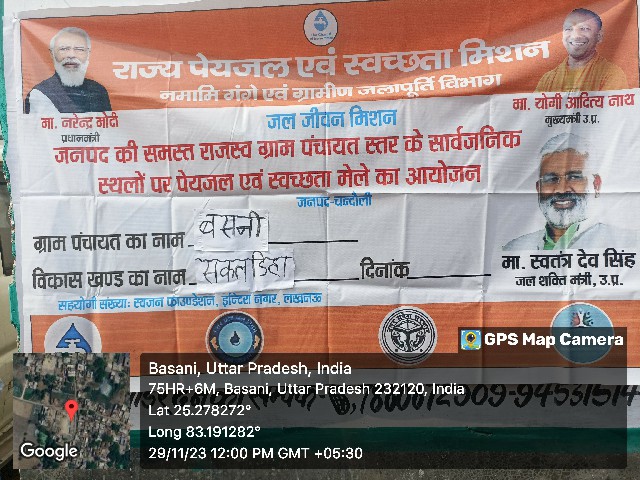 राज्य पेयजल एवं स्वच्छता मिशन
नमामि गंगे एवं ग्रामीण जलापूर्ति विभाग
मा. नरेन्द्र मोदी
प्रधानमंत्री
मा. योगी आदित्य नाथ
मुख्यमंत्री उ.प्र.
जल जीवन मिशन
जनपद की समस्त राजस्व ग्राम पंचायत स्तर के सार्वजनिक
स्थलों पर पेयजल एवं स्वच्छता मेले का आयोजन
जनपद-चन्दौली
ग्राम पंचायत का नाम बसनी
विकास खण्ड का नाम सकलडिहा दिनांक
मा. स्वतंत्र देव सिंह
जल शक्ति मंत्री, उ.प्र.
सहयोगी संख्याः स्वजन फाउण्डेशन, इन्दिरा नगर, लखनऊ
GPS Map Camera
Basani, Uttar Pradesh, India
75HR+6M, Basani, Uttar Pradesh 232120, India
Lat 25.278272°
Long 83.191282°
29/11/23 12:00 PM GMT +05:30
Google